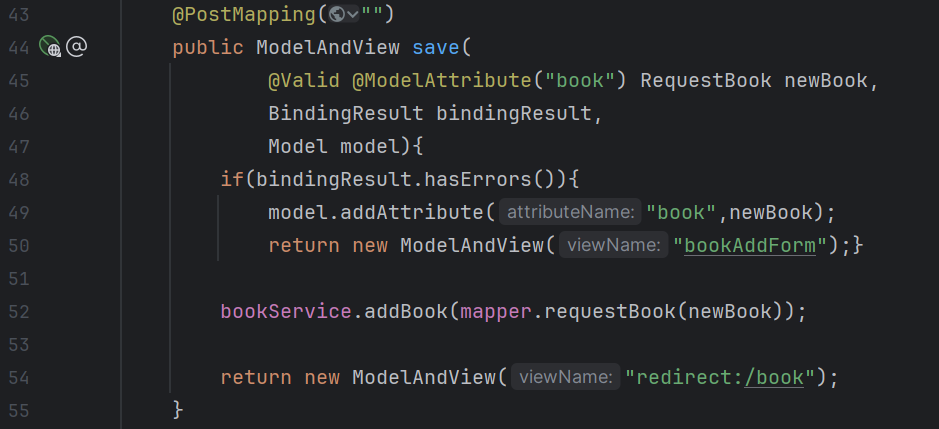 43 @PostMapping("")
44 @ public ModelAndView save(
45 @Valid @ModelAttribute("book") RequestBook newBook,
46 BindingResult bindingResult,
47 Model model){
48 if(bindingResult.hasErrors()){
49 model.addAttribute( attributeName: "book",newBook);
50 return new ModelAndView( viewName: "bookAddForm");}
51
52 bookService.addBook(mapper.requestBook(newBook));
53
54 return new ModelAndView( viewName: "redirect:/book");
55 }